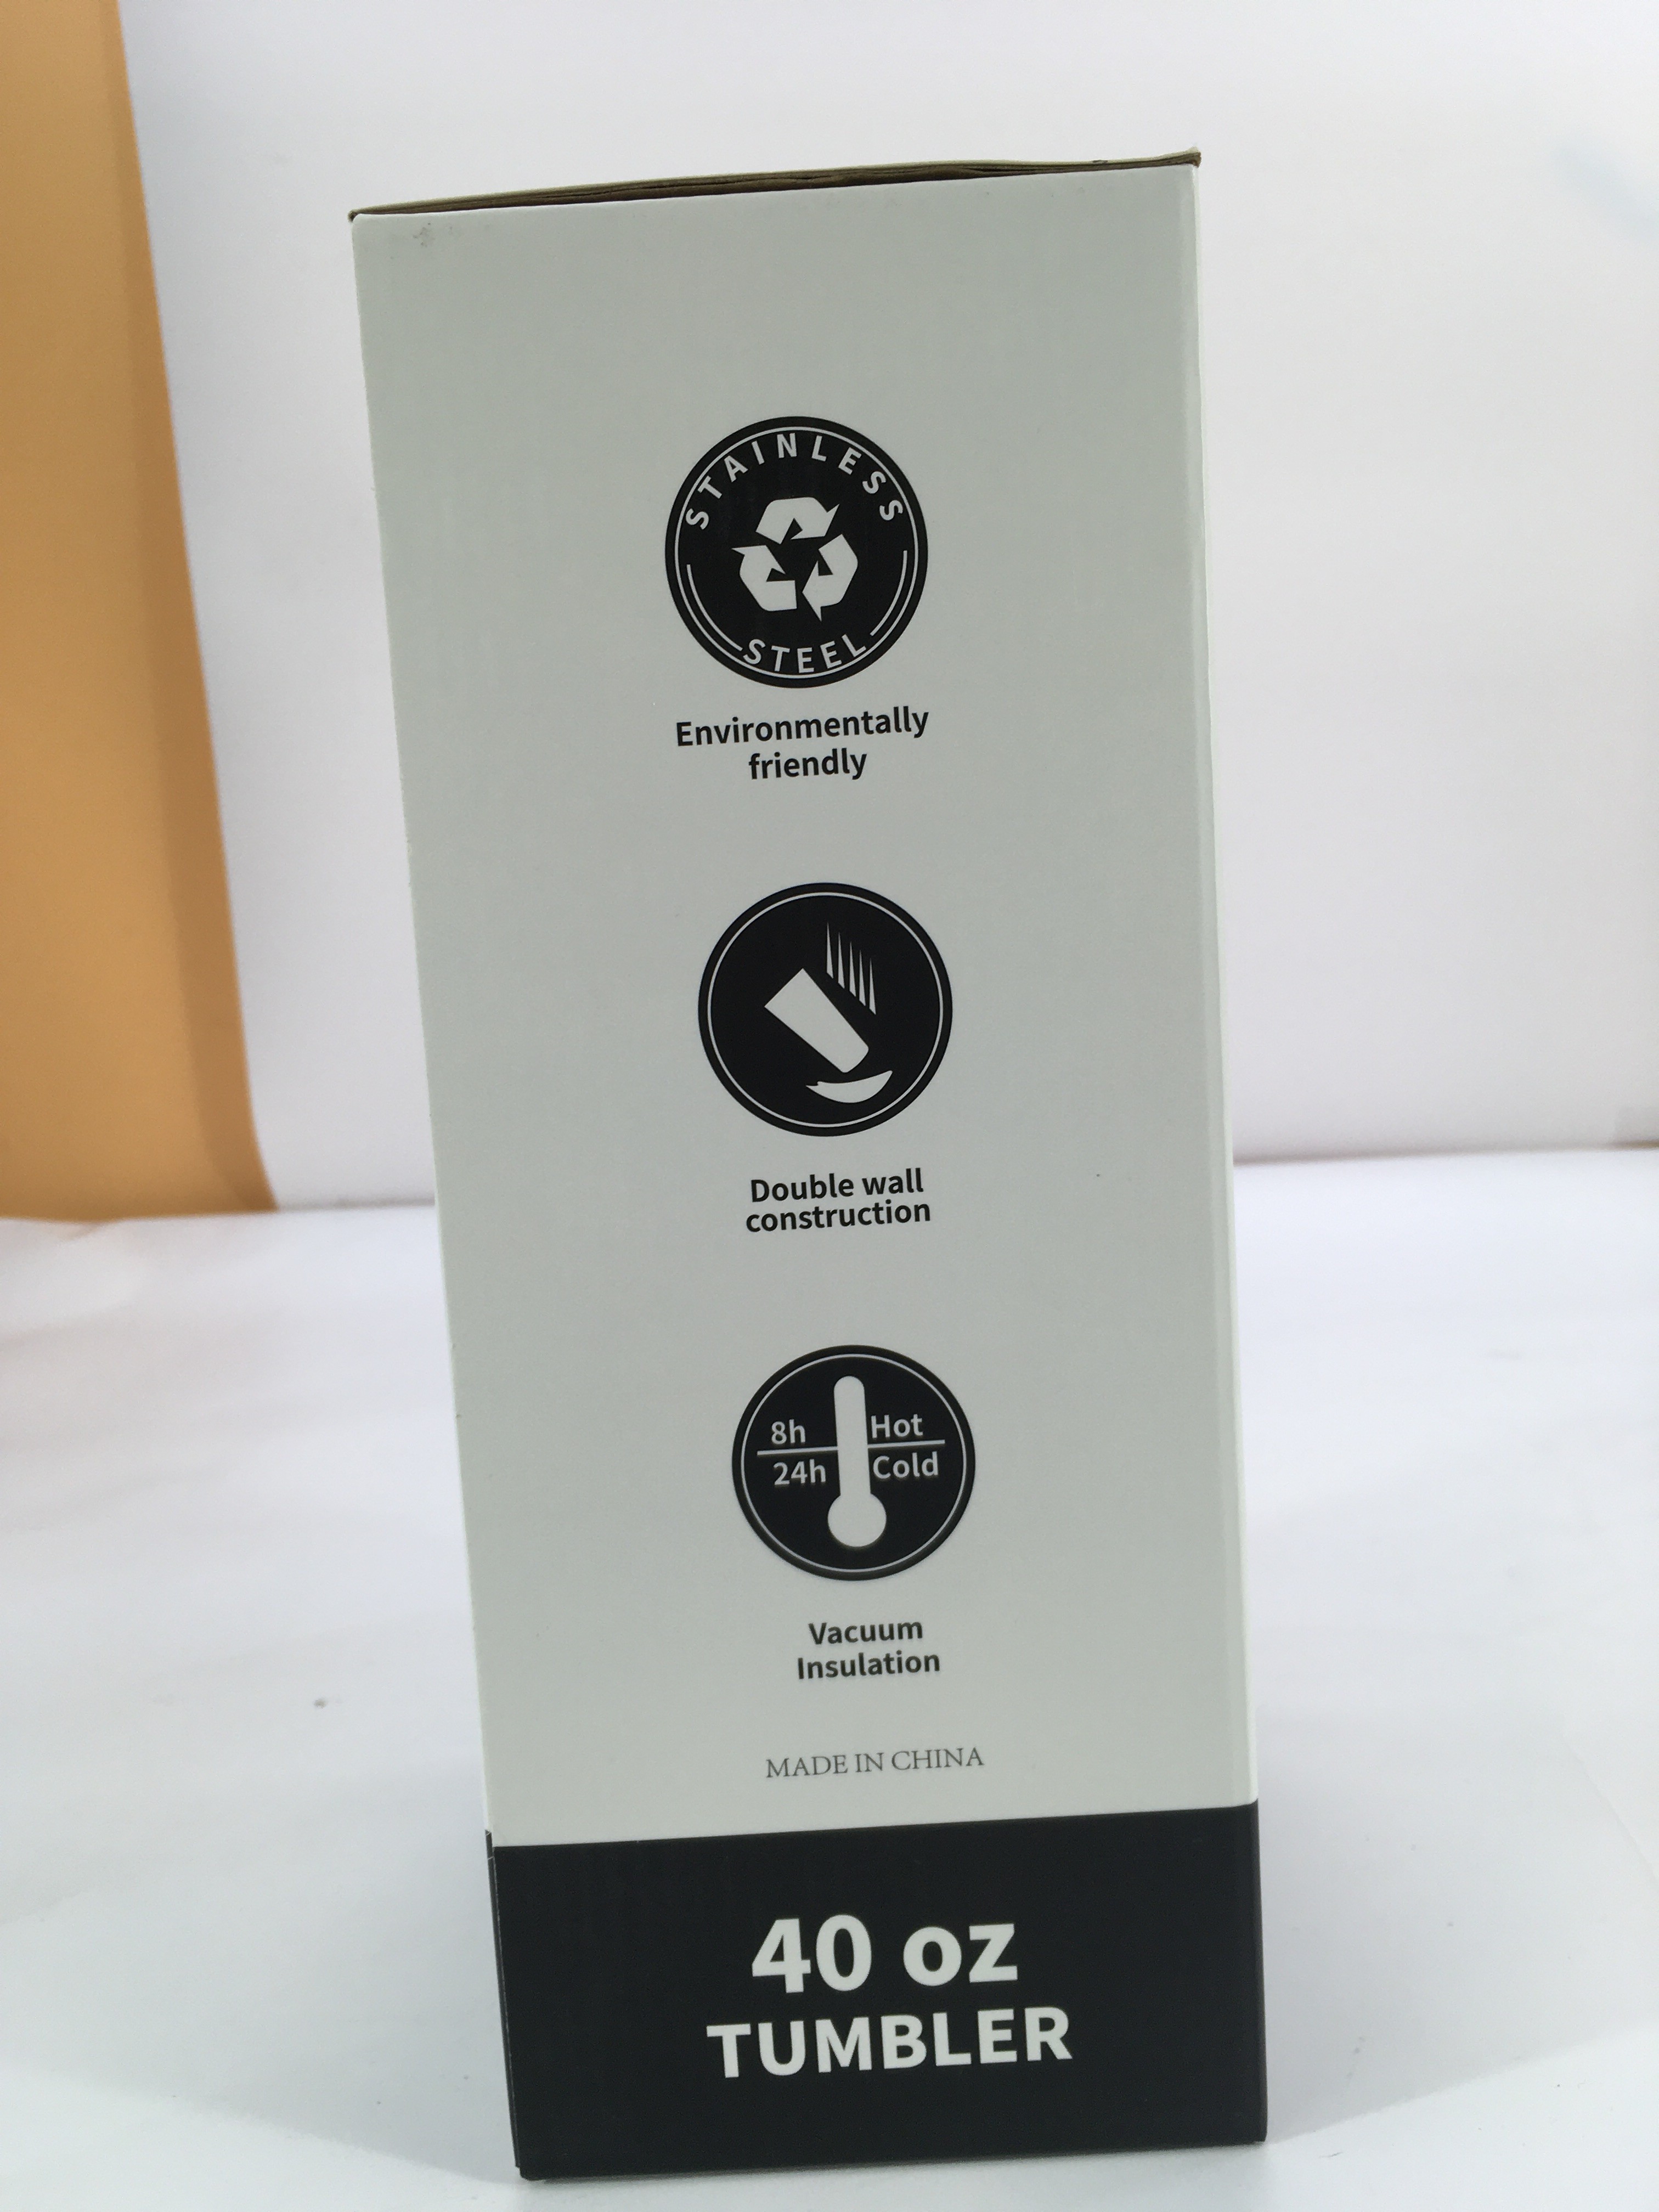 STAINLESS
STEEL
Environmentally
friendly
Double wall
construction
8h Hot
24h Cold
Vacuum
Insulation
MADE IN CHINA
40 oz
TUMBLER